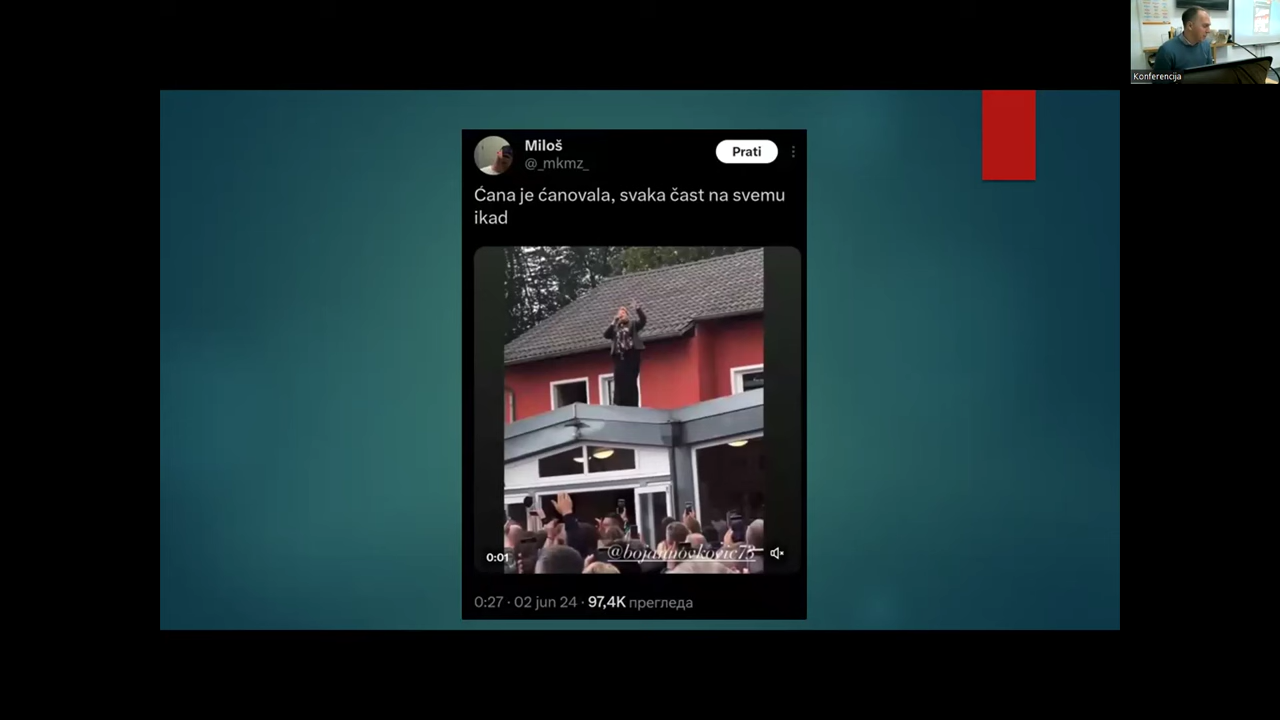 Konferencija
Miloš
@_mkmz_
Prati
Ćana je ćanovala, svaka čast na svemu
ikad
0:01
@bojannovkovic75
0:27 · 02 jun 24 · 97,4K прегледа